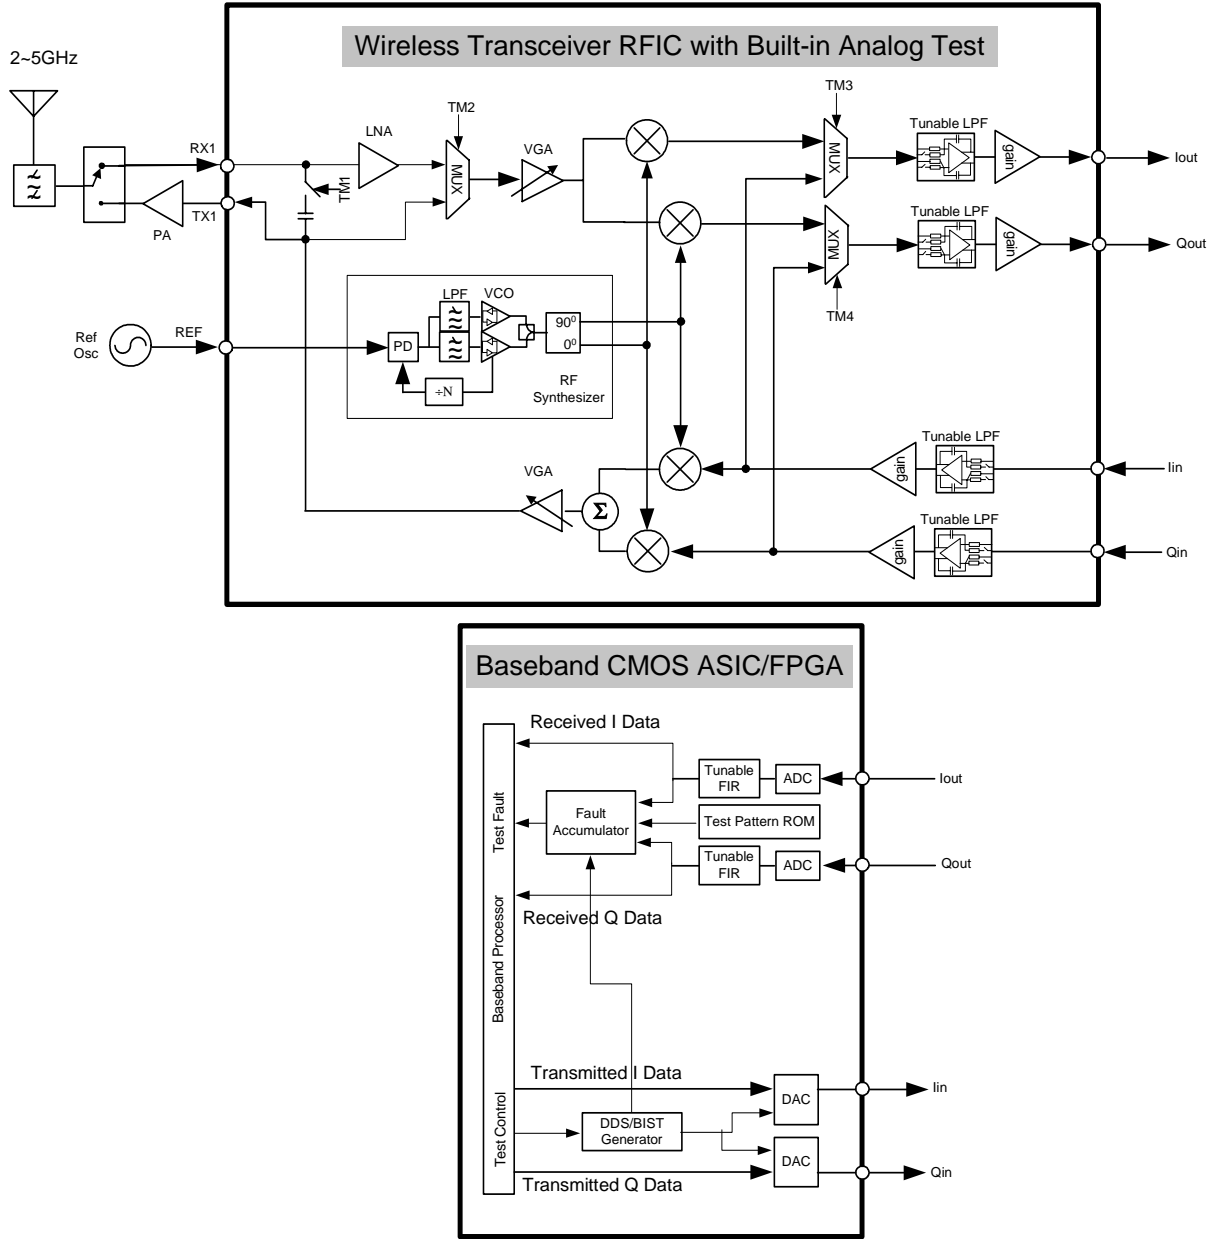 Wireless Transceiver RFIC with Built-in Analog Test
2~5GHz
TM3
TM2
Tunable LPF
LNA
RX1
VGA
MUX
MUX
gain
Iout
TM1
TX1
PA
Tunable LPF
MUX
gain
Qout
LPF
VCO
TM4
REF
Ref
Osc
PD
90⁰
0⁰
÷N
RF
Synthesizer
Tunable LPF
VGA
gain
Iin
Σ
Tunable LPF
gain
Qin
Baseband CMOS ASIC/FPGA
Received I Data
Tunable
FIR
ADC
Iout
Test Fault
Fault
Accumulator
Test Pattern ROM
Tunable
FIR
ADC
Qout
Received Q Data
Baseband Processor
Transmitted I Data
DAC
Iin
Test Control
DDS/BIST
Generator
DAC
Qin
Transmitted Q Data